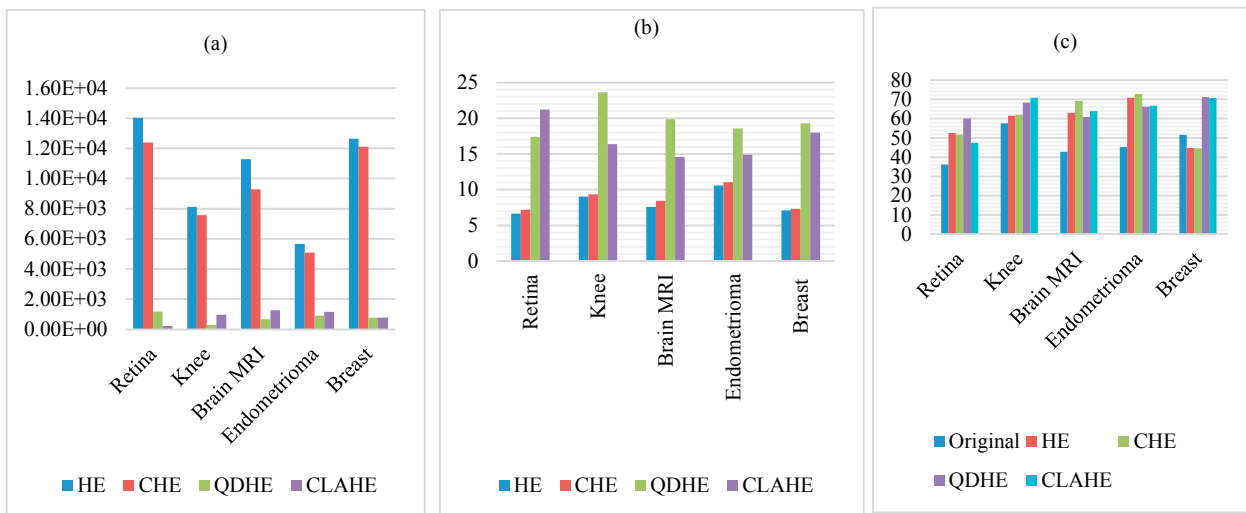 (a)
1.60E+04
1.40E+04
1.20E+04
1.00E+04
8.00E+03
6.00E+03
4.00E+03
2.00E+03
0.00E+00
Retina
Knee
Brain MRI
Endometrioma
Breast
HE CHE QDHE CLAHE
(b)
25
20
15
10
5
0
Retina
Knee
Brain MRI
Endometrioma
Breast
HE CHE QDHE CLAHE
(c)
80
70
60
50
40
30
20
10
0
Retina
Knee
Brain MRI
Endometrioma
Breast
Original HE CHE
QDHE CLAHE